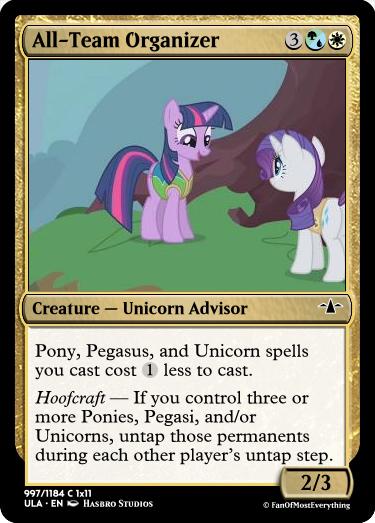 All-Team Organizer 3
Creature — Unicorn Advisor
Pony, Pegasus, and Unicorn spells
you cast cost 1 less to cast.
Hoofcraft — If you control three or
more Ponies, Pegasi, and/or
Unicorns, untap those permanents
during each other player's untap step.
2/3
997/1184 C 1x11
ULA • EN Hasbro Studios
© FanOfMostEverything